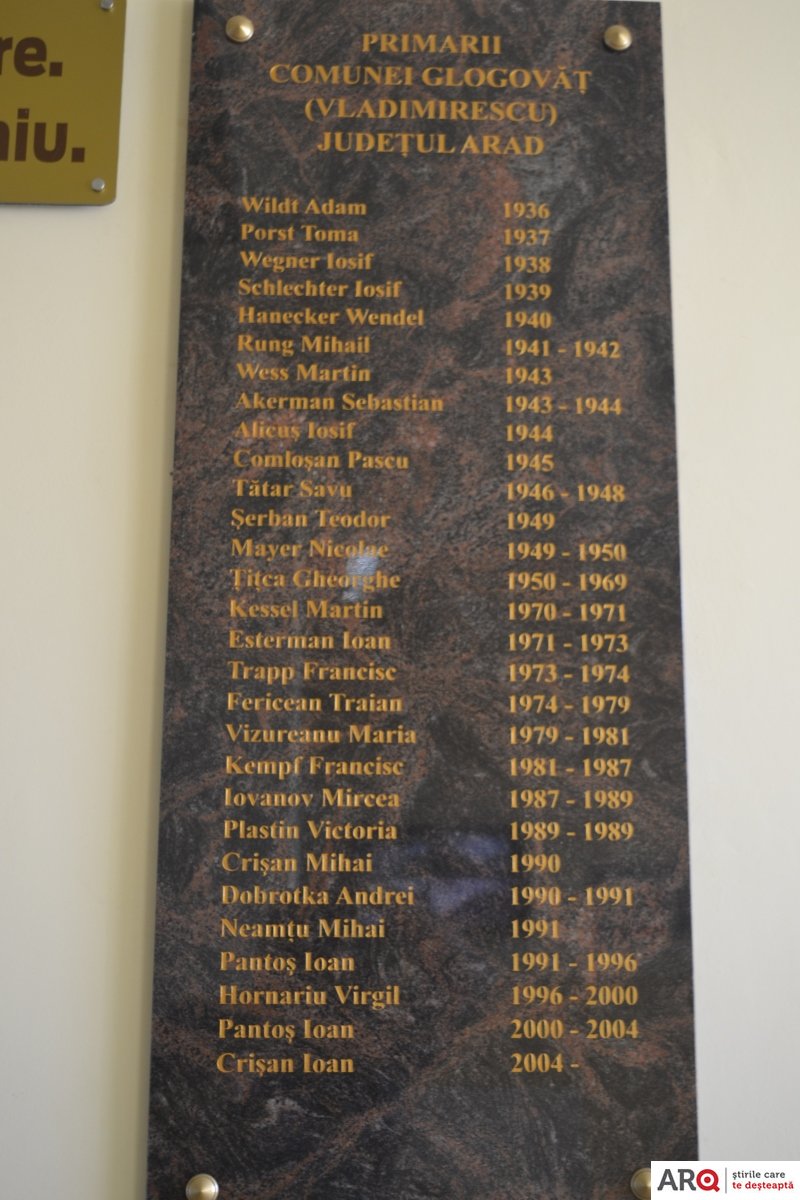 re.
niu.
PRIMARII
COMUNEI GLOGOVĂȚ
(VLADIMIRESCU)
JUDEȚUL ARAD
Wildt Adam 1936
Porst Toma 1937
Wegner Iosif 1938
Schlechter Iosif 1939
Hanecker Wendel 1940
Rung Mihail 1941 - 1942
Wess Martin 1943
Akerman Sebastian 1943 - 1944
Alicuș Iosif 1944
Comloșan Pascu 1945
Tătar Savu 1946 - 1948
Șerban Teodor 1949
Mayer Nicolae 1949 - 1950
Țițca Gheorghe 1950 - 1969
Kessel Martin 1970 - 1971
Esterman Ioan 1971 - 1973
Trapp Francisc 1973 - 1974
Fericean Traian 1974 - 1979
Vizureanu Maria 1979 - 1981
Kempf Francisc 1981 - 1987
Iovanov Mircea 1987 - 1989
Plastin Victoria 1989 - 1989
Crișan Mihai 1990
Dobrotka Andrei 1990 - 1991
Neamțu Mihai 1991
Pantoș Ioan 1991 - 1996
Hornariu Virgil 1996 - 2000
Pantoș Ioan 2000 - 2004
Crișan Ioan 2004 -
ARQ știrile care
te deșteaptă